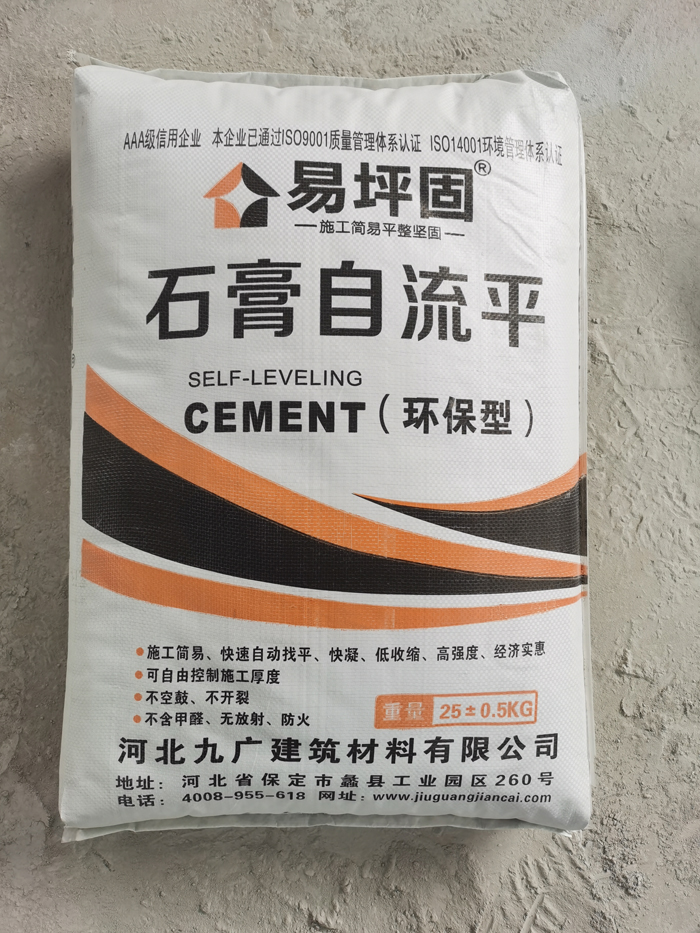 AAA级信用企业 本企业已通过ISO9001质量管理体系认证 ISO14001环境管理体系认证
易坪固®
—施工简易平整坚固—
石膏自流平
SELF-LEVELING
CEMENT（环保型）
•施工简易、快速自动找平、快凝、低收缩、高强度、经济实惠
•可自由控制施工厚度
•不空鼓、不开裂
•不含甲醛、无放射、防火
重量 25±0.5KG
河北九广建筑材料有限公司
地址：河北省保定市蠡县工业园区260号
电话：4008-955-618 网址：www.jiuguangjiancai.com